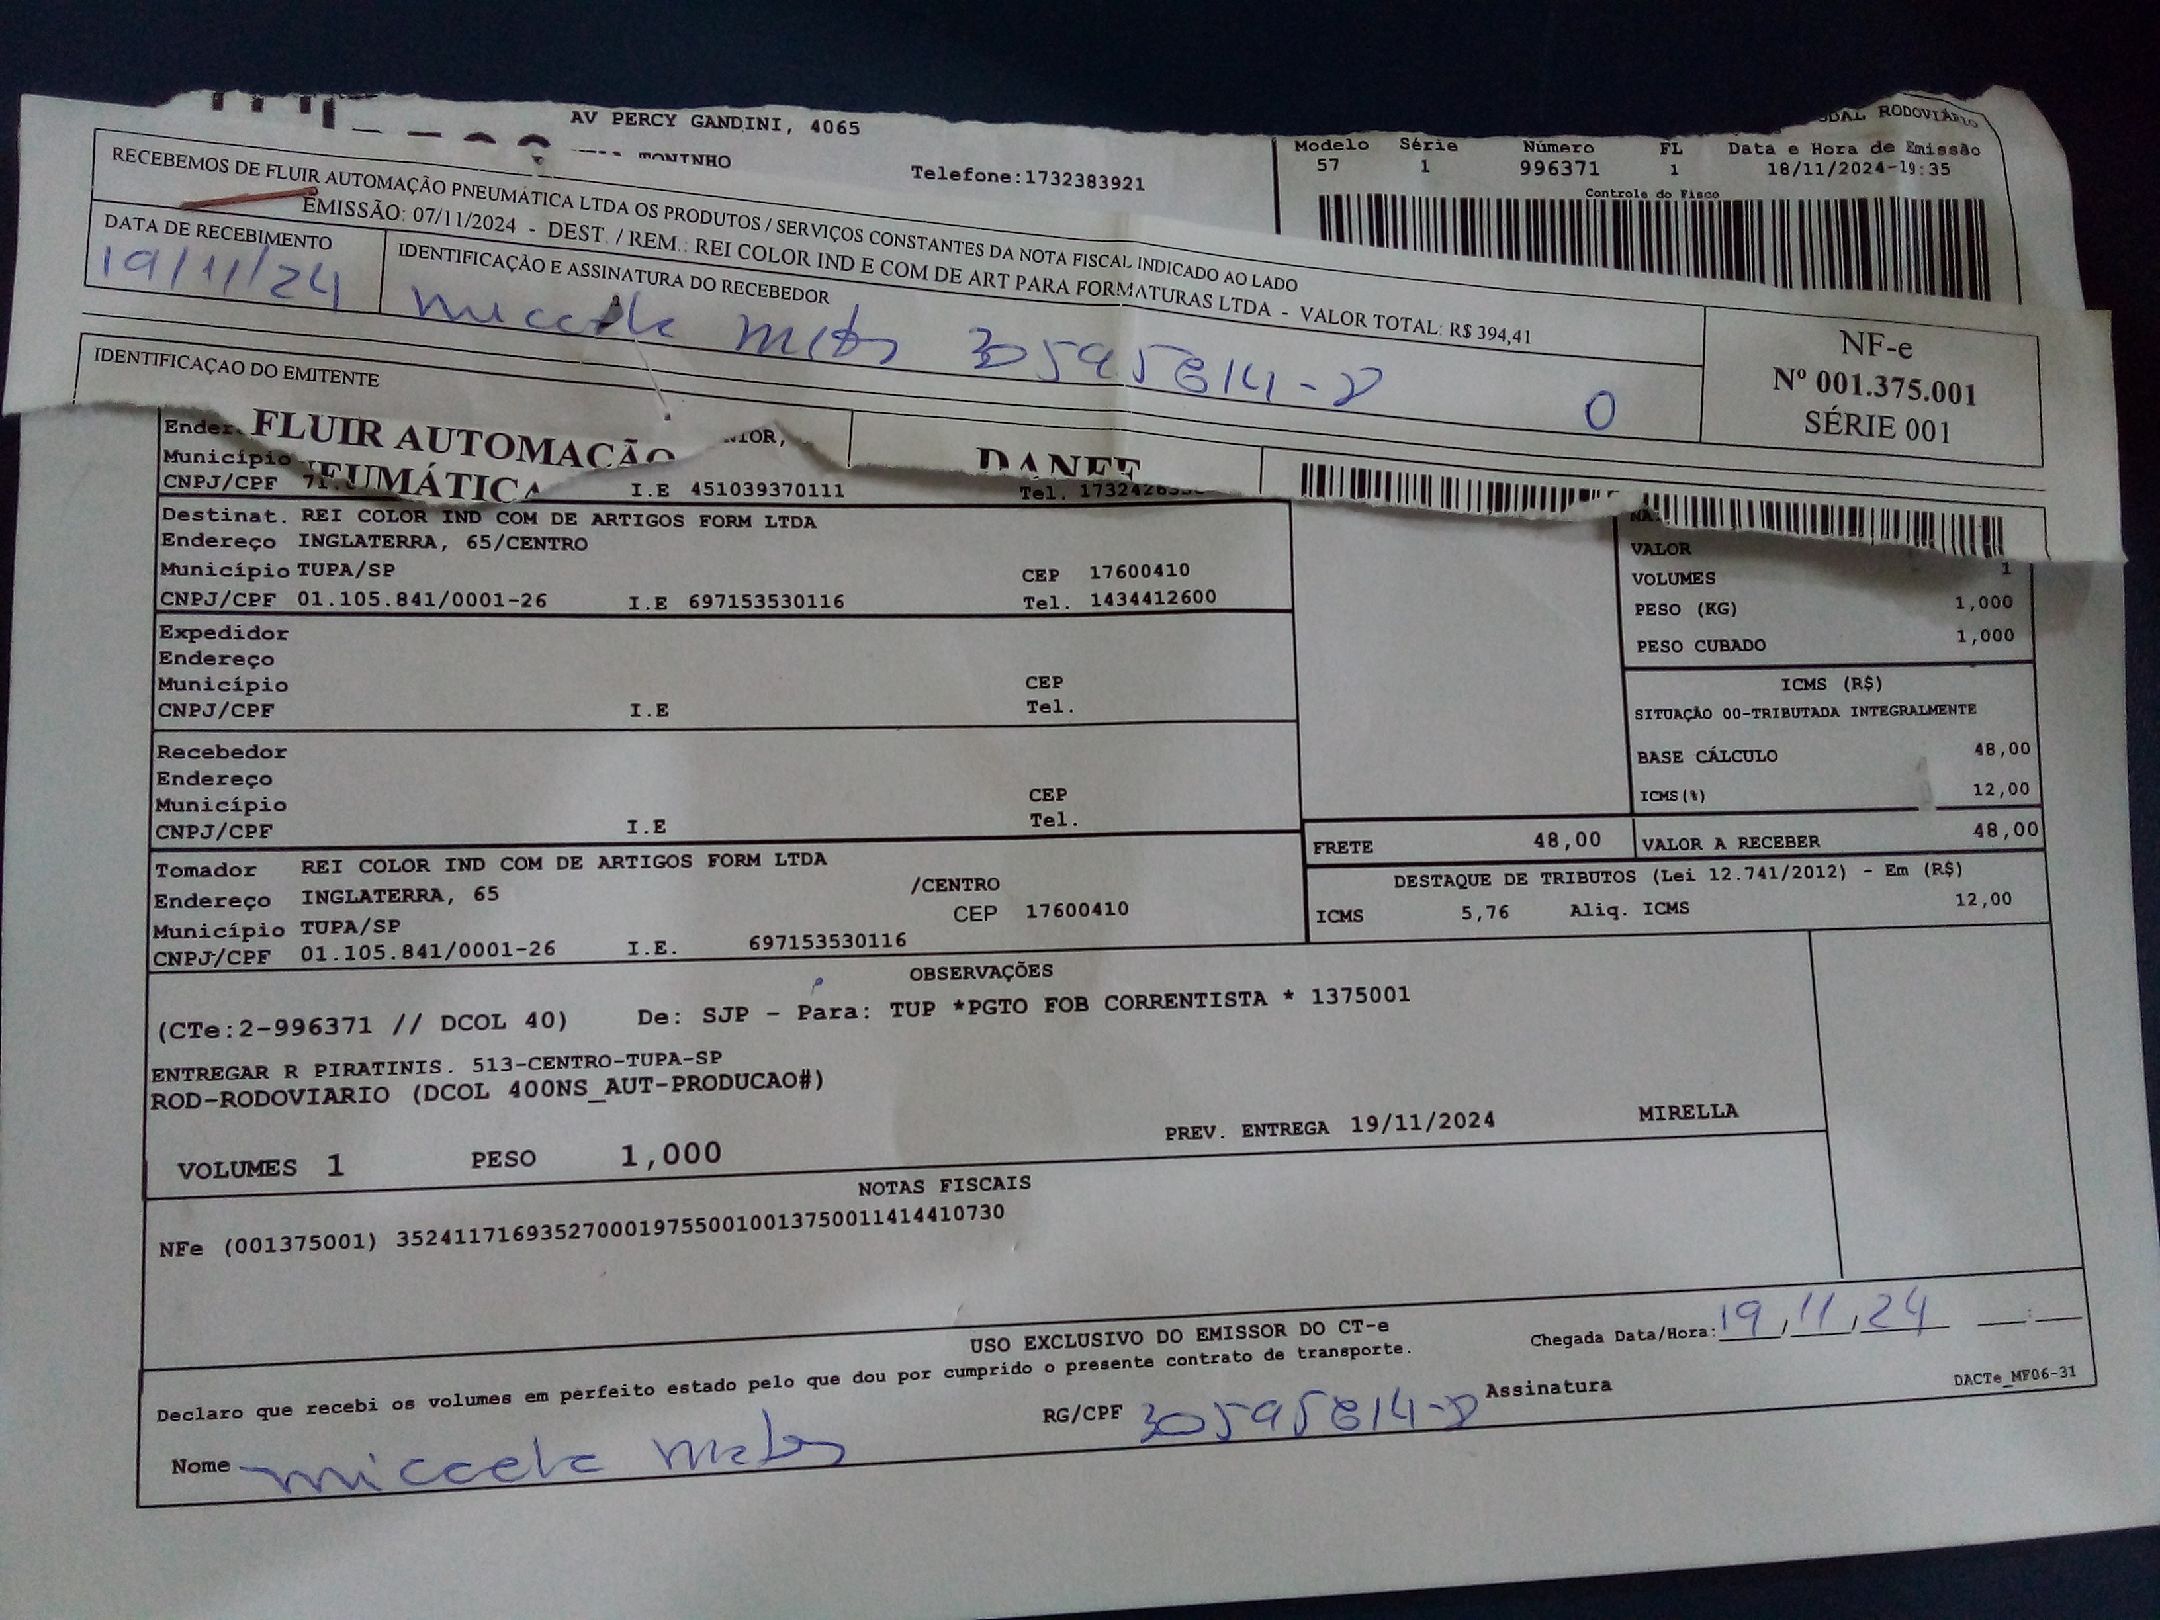 AV PERCY GANDINI, 4065
TONINHO
Telefone:1732383921
RODOVIÁRIO
Modelo Série Número FL Data e Hora de Emissão
57 1 996371 1 18/11/2024-19:35
Controle do Fisco
RECEBEMOS DE FLUIR AUTOMAÇÃO PNEUMÁTICA LTDA OS PRODUTOS / SERVIÇOS CONSTANTES DA NOTA FISCAL INDICADO AO LADO
EMISSÃO: 07/11/2024 - DEST. / REM.: REI COLOR IND E COM DE ART PARA FORMATURAS LTDA - VALOR TOTAL: R$ 394,41
DATA DE RECEBIMENTO
19/11/24
IDENTIFICAÇÃO E ASSINATURA DO RECEBEDOR
0
NF-e
Nº 001.375.001
SÉRIE 001
IDENTIFICAÇAO DO EMITENTE
FLUIR AUTOMAÇÃO
DANFE
Município
CNPJ/CPF I.E 451039370111 Tel.
Destinat. REI COLOR IND COM DE ARTIGOS FORM LTDA
Endereço INGLATERRA, 65/CENTRO
Município TUPA/SP CEP 17600410
CNPJ/CPF 01.105.841/0001-26 I.E 697153530116 Tel. 1434412600
VALOR
VOLUMES 1
PESO (KG) 1,000
PESO CUBADO 1,000
Expedidor
Endereço
Município CEP
CNPJ/CPF I.E Tel.
ICMS (R$)
SITUAÇÃO 00-TRIBUTADA INTEGRALMENTE
BASE CÁLCULO 48,00
ICMS(%) 12,00
Recebedor
Endereço
Município CEP
CNPJ/CPF I.E Tel.
FRETE 48,00 VALOR A RECEBER 48,00
DESTAQUE DE TRIBUTOS (Lei 12.741/2012) - Em (R$)
ICMS 5,76 Aliq. ICMS 12,00
Tomador REI COLOR IND COM DE ARTIGOS FORM LTDA
Endereço INGLATERRA, 65 /CENTRO
Município TUPA/SP CEP 17600410
CNPJ/CPF 01.105.841/0001-26 I.E. 697153530116
OBSERVAÇÕES
(CTe:2-996371 // DCOL 40) De: SJP - Para: TUP *PGTO FOB CORRENTISTA * 1375001
ENTREGAR R PIRATINIS. 513-CENTRO-TUPA-SP
ROD-RODOVIARIO (DCOL 400NS_AUT-PRODUCAO#)
PREV. ENTREGA 19/11/2024 MIRELLA
VOLUMES 1 PESO 1,000
NOTAS FISCAIS
NFe (001375001) 35241171693527000197550010013750011414410730
USO EXCLUSIVO DO EMISSOR DO CT-e
Declaro que recebi os volumes em perfeito estado pelo que dou por cumprido o presente contrato de transporte.
Chegada Data/Hora: 19/11/24 __:__
Nome
RG/CPF
Assinatura
DACTe_MF06-31